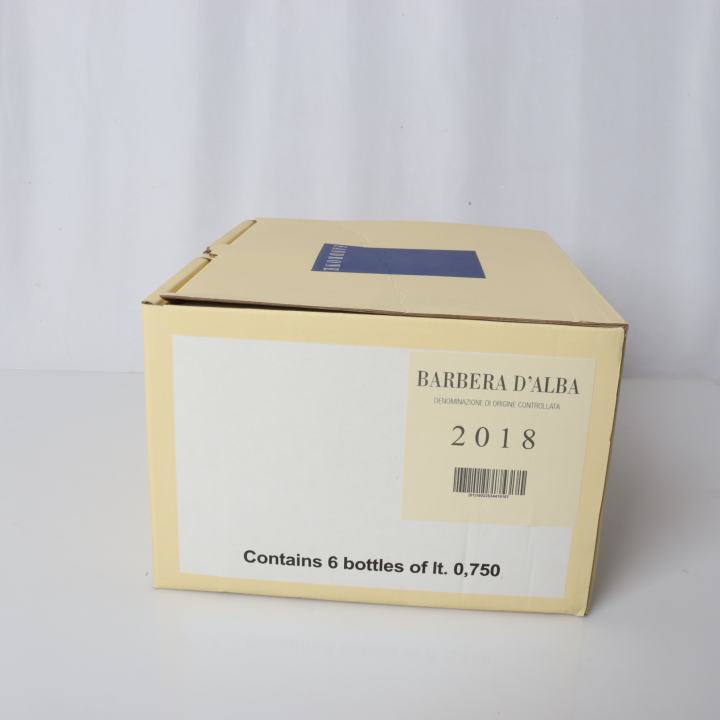 BARBERA D'ALBA
DENOMINAZIONE DI ORIGINE CONTROLLATA
2018
Contains 6 bottles of lt. 0,750